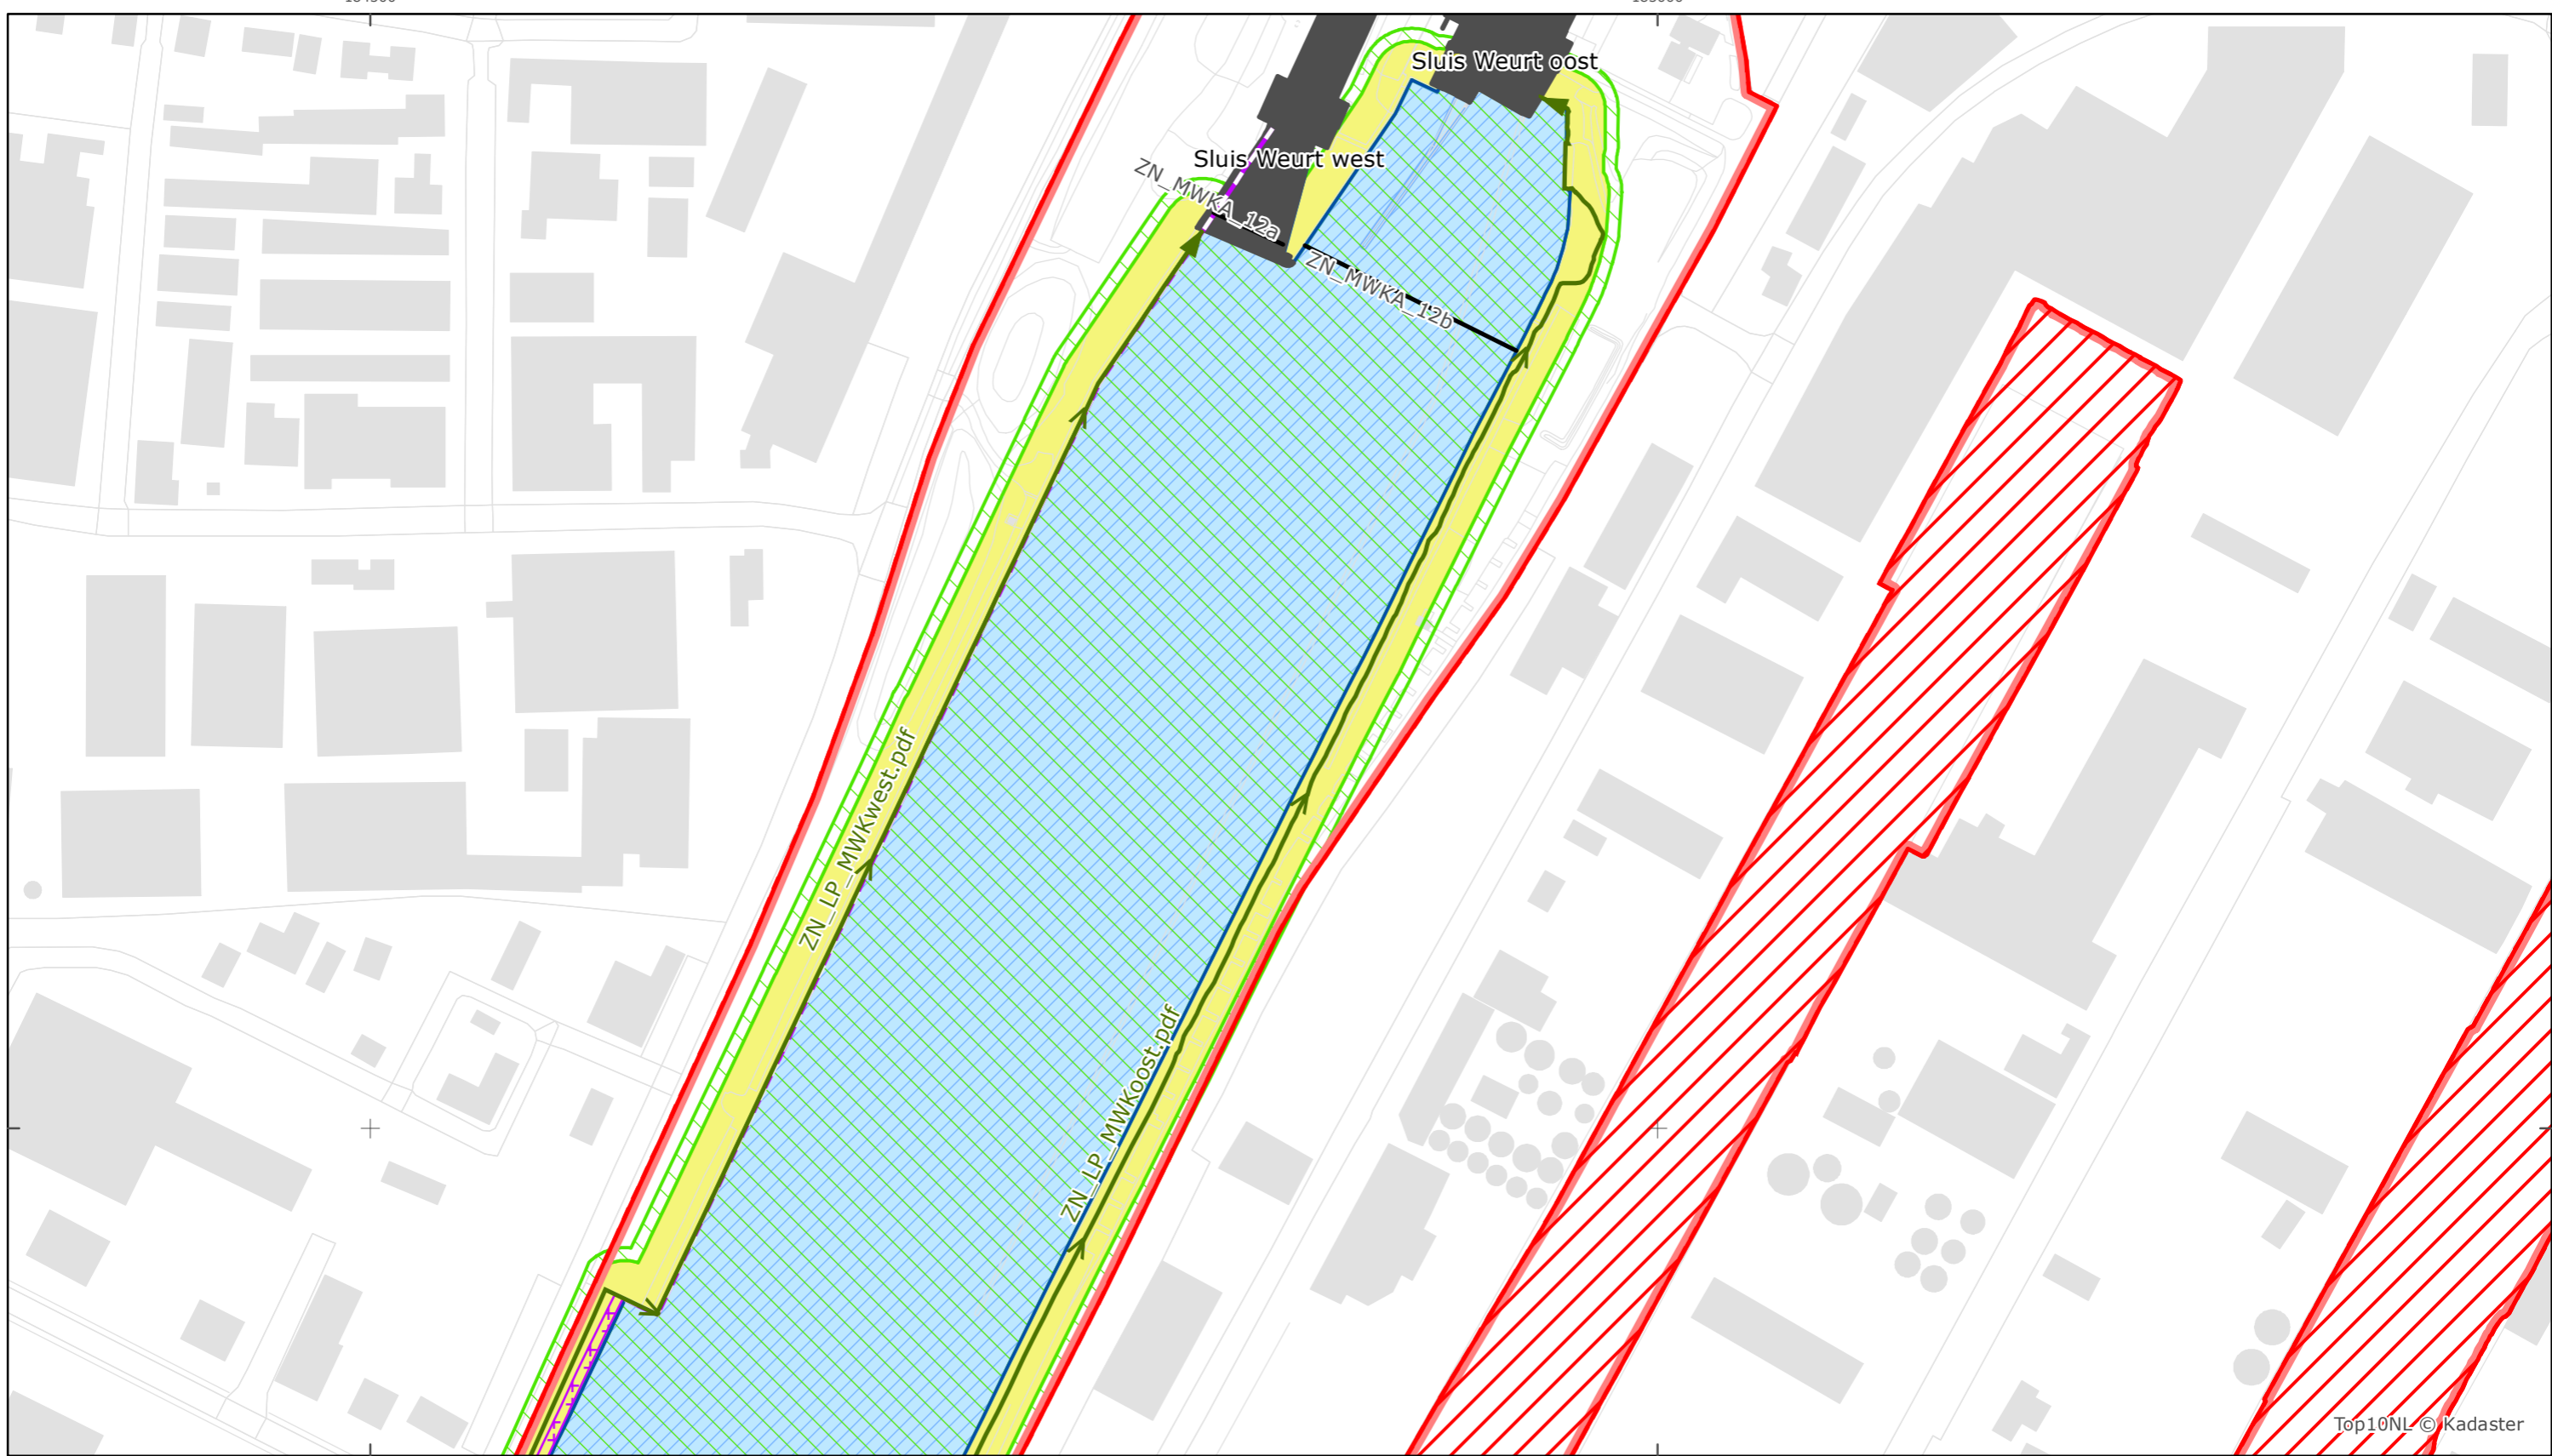 Sluis Weurt oost
Sluis Weurt west
ZN_MWKA_12a
ZN_MWKA_12b
ZN_LP_MWKwest.pdf
ZN_LP_MWKoost.pdf
Top10NL © Kadaster